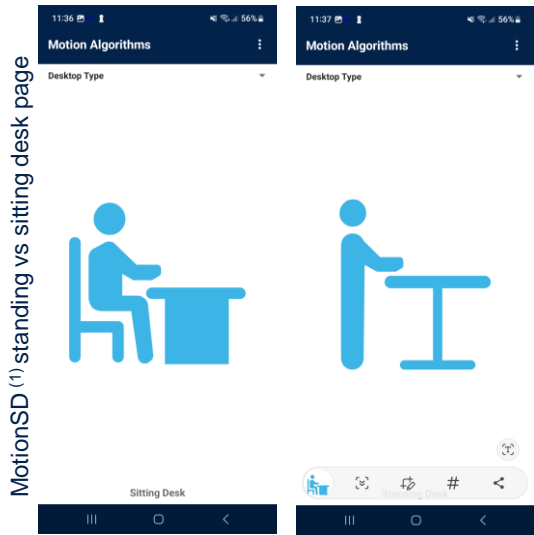 MotionSD (1) standing vs sitting desk page
11:36
56%
Motion Algorithms
Desktop Type
Sitting Desk
11:37
56%
Motion Algorithms
Desktop Type
T
#
Standing Desk